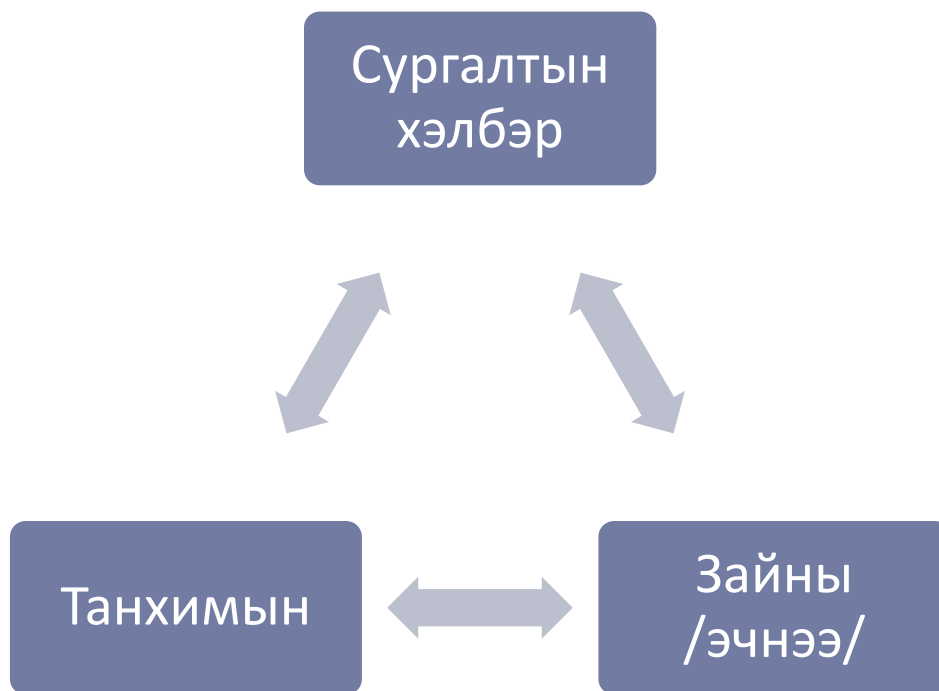 Сургалтын
хэлбэр
Танхимын
Зайны
/эчнээ/